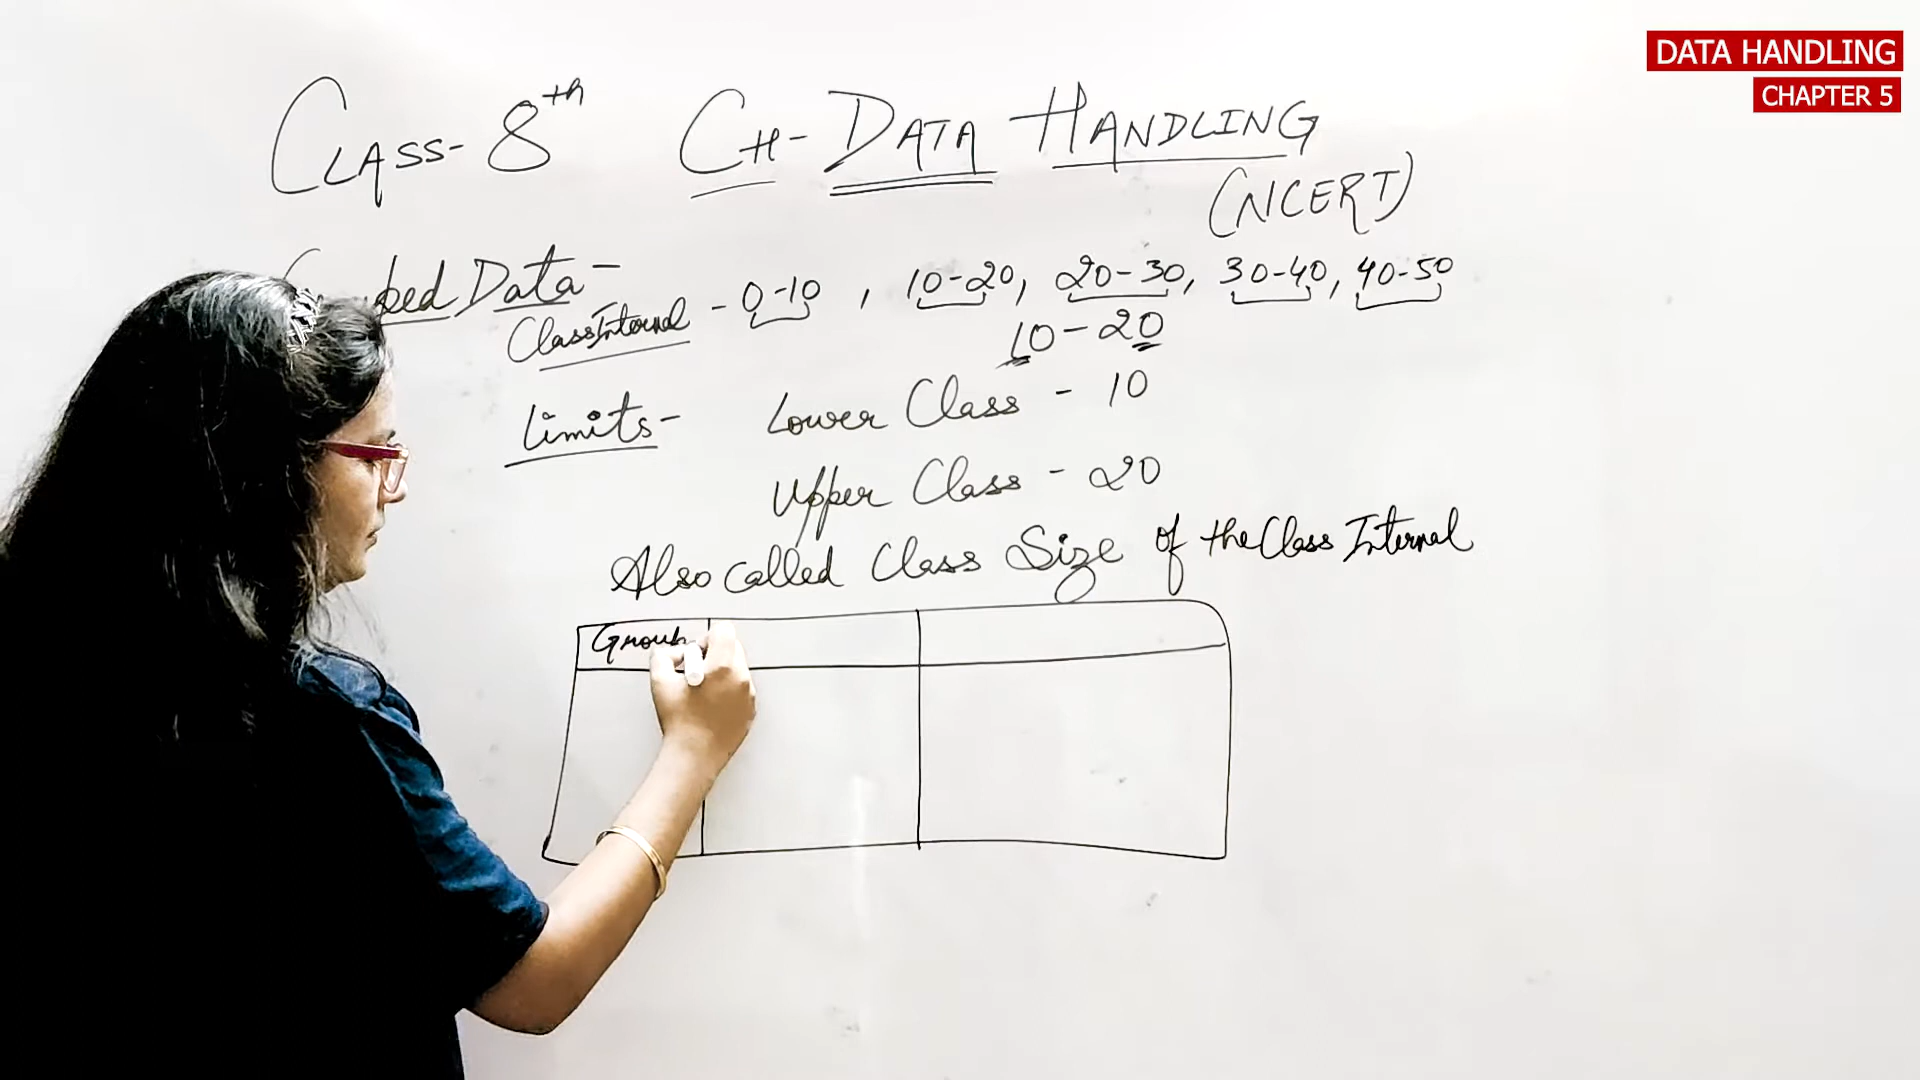 DATA HANDLING
CHAPTER 5
CLASS-8th CH-DATA HANDLING
(NCERT)
Data-
Class Interval - 0-10 , 10-20, 20-30, 30-40, 40-50
10-20
Limits- Lower Class - 10
Upper Class - 20
Also called Class Size of the Class Interval
Group